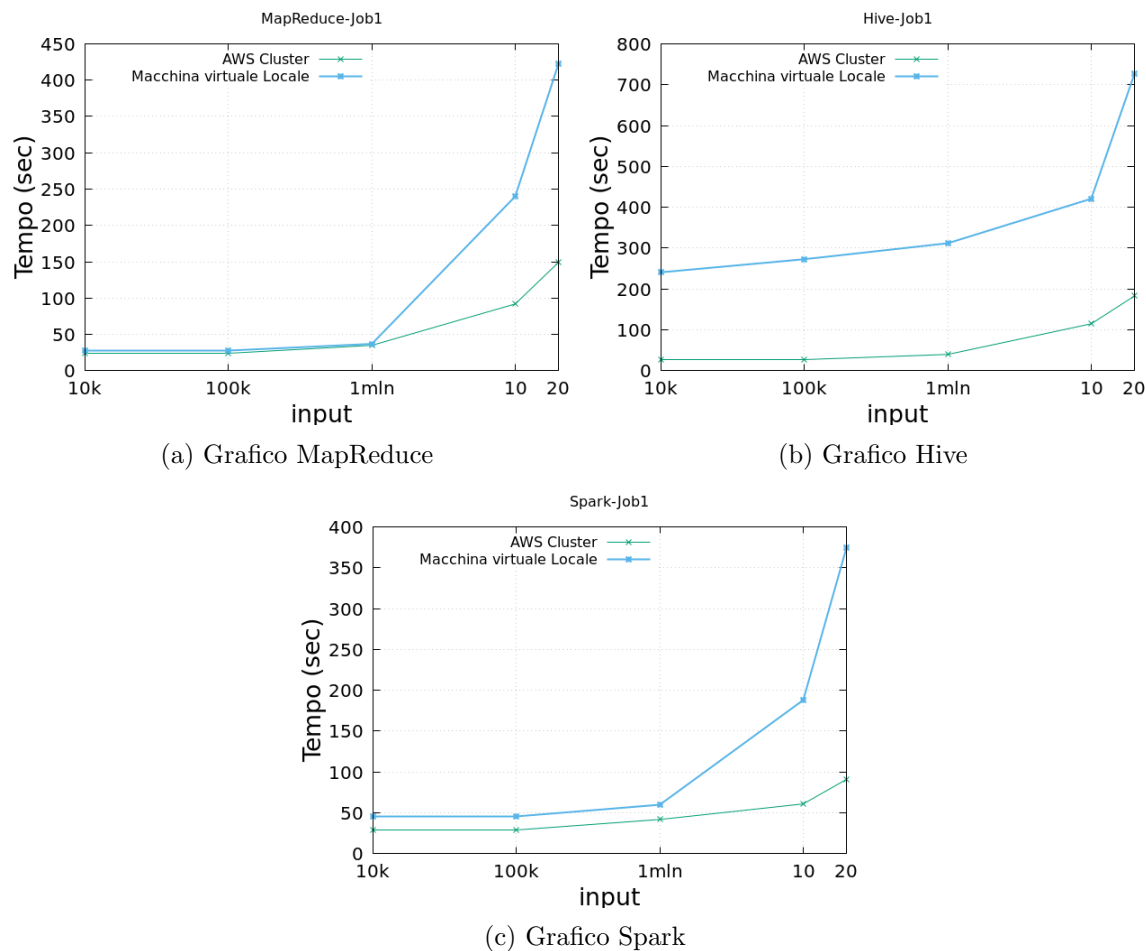 MapReduce-Job1
450
400
350
300
250
200
150
100
50
0
Tempo (sec)
AWS Cluster
Macchina virtuale Locale
10k 100k 1mln 10 20
input
(a) Grafico MapReduce
Hive-Job1
800
700
600
500
400
300
200
100
0
Tempo (sec)
AWS Cluster
Macchina virtuale Locale
10k 100k 1mln 10 20
input
(b) Grafico Hive
Spark-Job1
400
350
300
250
200
150
100
50
0
Tempo (sec)
AWS Cluster
Macchina virtuale Locale
10k 100k 1mln 10 20
input
(c) Grafico Spark